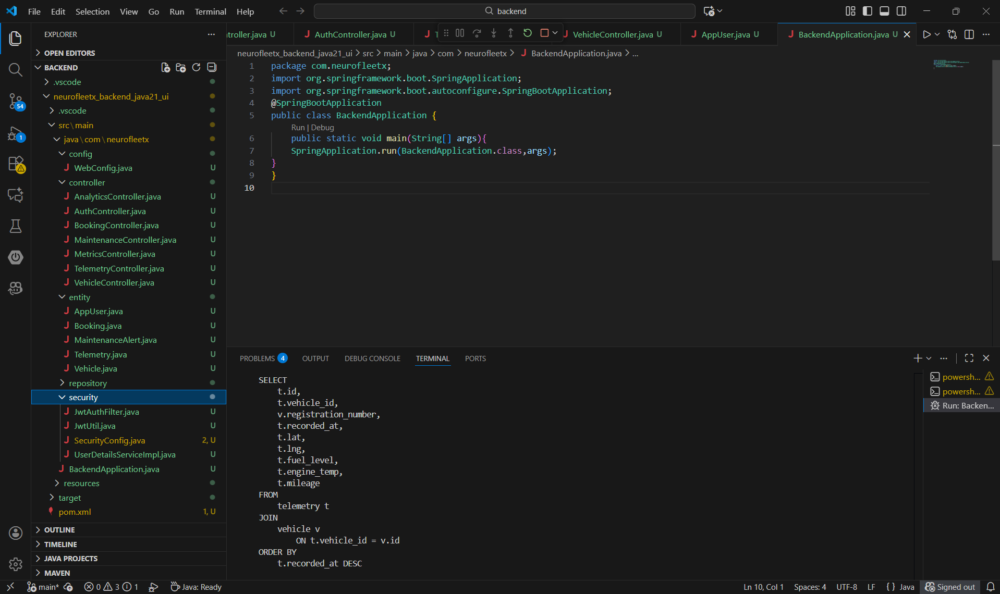 File Edit Selection View Go Run Terminal Help
backend
EXPLORER
OPEN EDITORS
BACKEND
.vscode
neurofleetx_backend_java21_ui
.vscode
src\main
java\com\neurofleetx
config
WebConfig.java U
controller
AnalyticsController.java U
AuthController.java U
BookingController.java U
MaintenanceController.java U
MetricsController.java U
TelemetryController.java U
VehicleController.java U
entity
AppUser.java U
Booking.java U
MaintenanceAlert.java U
Telemetry.java U
Vehicle.java U
repository
security
JwtAuthFilter.java U
JwtUtil.java U
SecurityConfig.java 2, U
UserDetailsServiceImpl.java U
BackendApplication.java U
resources
target
pom.xml 1, U
OUTLINE
TIMELINE
JAVA PROJECTS
MAVEN
54
1
ntroller.java U
AuthController.java U
T
VehicleController.java U
AppUser.java U
BackendApplication.java U
neurofleetx_backend_java21_ui > src > main > java > com > neurofleetx > BackendApplication.java > ...
1 package com.neurofleetx;
2 import org.springframework.boot.SpringApplication;
3 import org.springframework.boot.autoconfigure.SpringBootApplication;
4 @SpringBootApplication
5 public class BackendApplication {
Run | Debug
6 public static void main(String[] args){
7 SpringApplication.run(BackendApplication.class,args);
8 }
9 }
10
PROBLEMS 4 OUTPUT DEBUG CONSOLE TERMINAL PORTS
SELECT
t.id,
t.vehicle_id,
v.registration_number,
t.recorded_at,
t.lat,
t.lng,
t.fuel_level,
t.engine_temp,
t.mileage
FROM
telemetry t
JOIN
vehicle v
ON t.vehicle_id = v.id
ORDER BY
t.recorded_at DESC
powersh...
powersh...
Run: Backen...
main* 0 3 1 Java: Ready
Ln 10, Col 1 Spaces: 4 UTF-8 LF {} Java Signed out